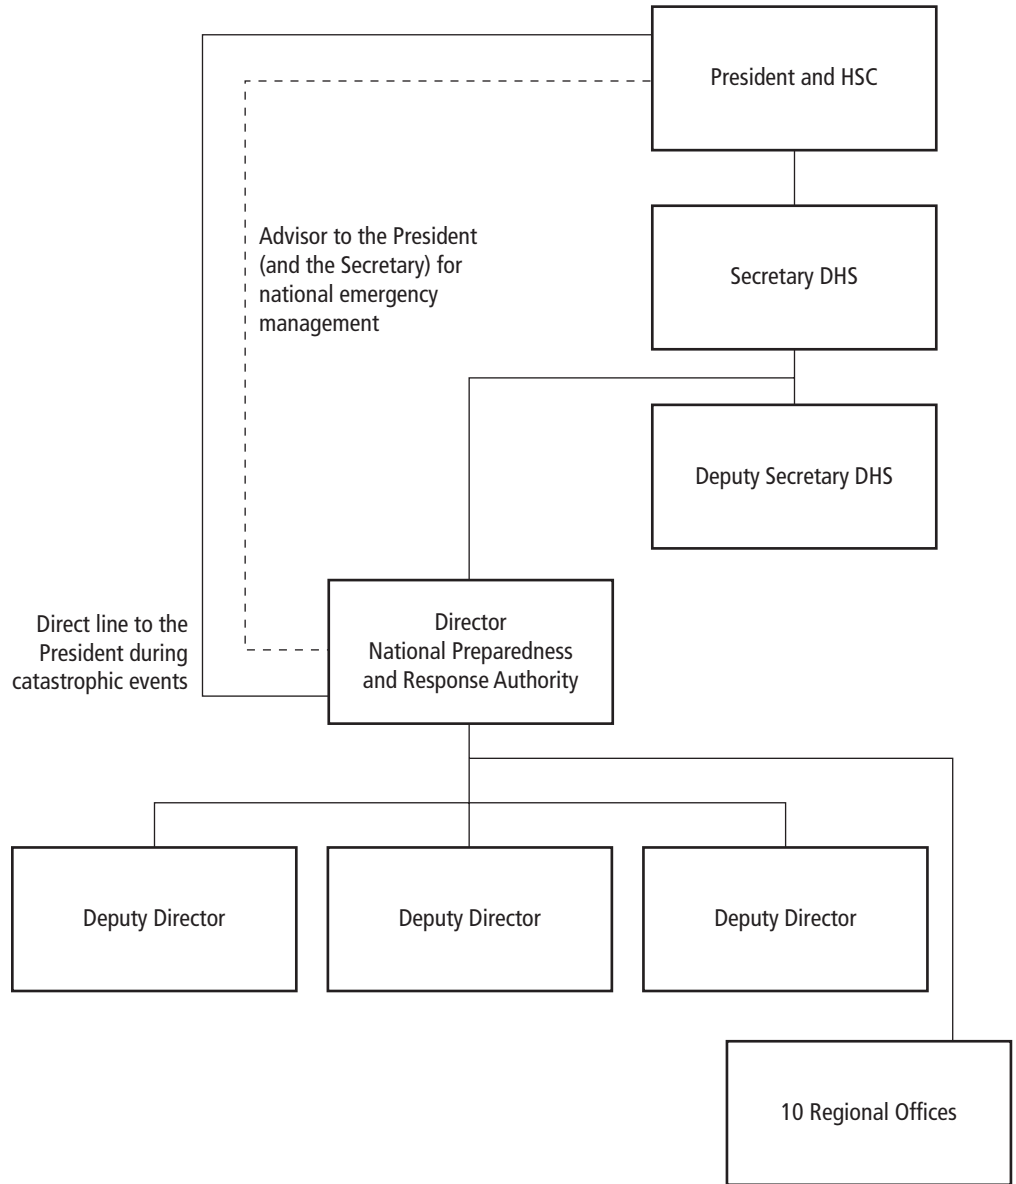 President and HSC
Advisor to the President
(and the Secretary) for
national emergency
management
Secretary DHS
Deputy Secretary DHS
Direct line to the
President during
catastrophic events
Director
National Preparedness
and Response Authority
Deputy Director
Deputy Director
Deputy Director
10 Regional Offices